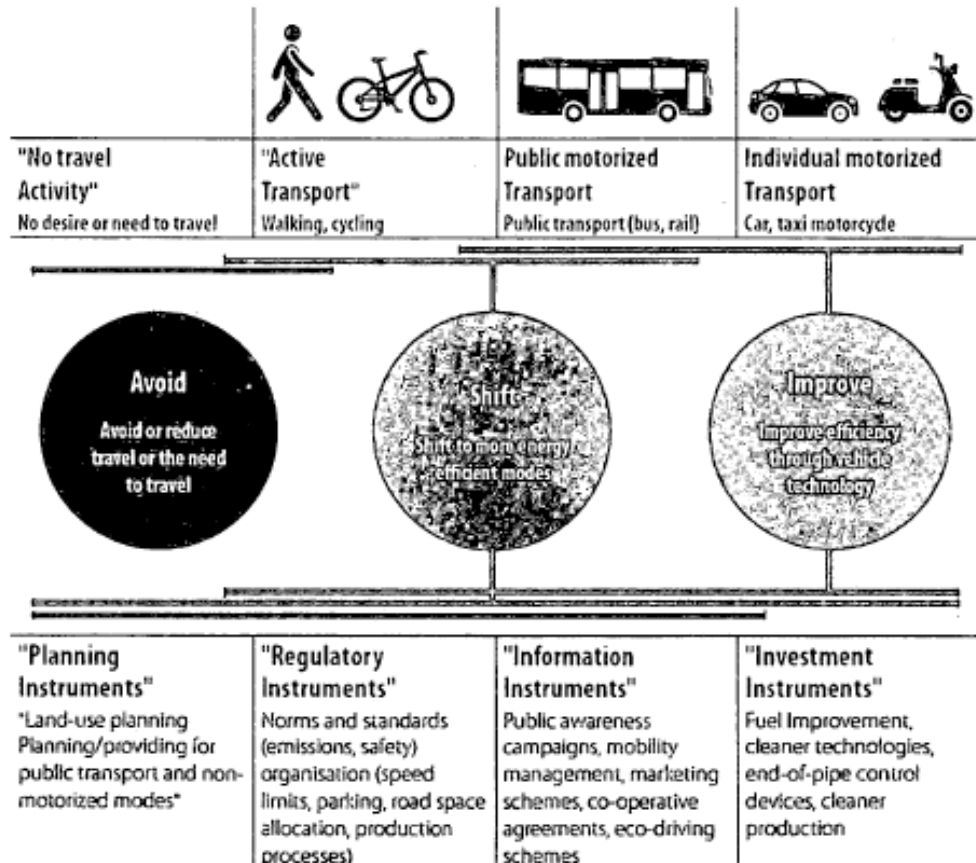 "No travel
Activity"
No desire or need to travel
"Active
Transport"
Walking, cycling
Public motorized
Transport
Public transport (bus, rail)
Individual motorized
Transport
Car, taxi motorcycle
Avoid
Avoid or reduce
travel or the need
to travel
Shift
Shift to more energy
efficient modes
Improve
Improve efficiency
through vehicle
technology
"Planning
Instruments"
"Land-use planning
Planning/providing for
public transport and non-
motorized modes"
"Regulatory
Instruments"
Norms and standards
(emissions, safety)
organisation (speed
limits, parking, road space
allocation, production
processes)
"Information
Instruments"
Public awareness
campaigns, mobility
management, marketing
schemes, co-operative
agreements, eco-driving
schemes
"Investment
Instruments"
Fuel Improvement,
cleaner technologies,
end-of-pipe control
devices, cleaner
production